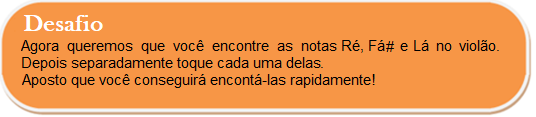 Desafio
Agora queremos que você encontre as notas Ré, Fá# e Lá no violão.
Depois separadamente toque cada uma delas.
Aposto que você conseguirá encontá-las rapidamente!